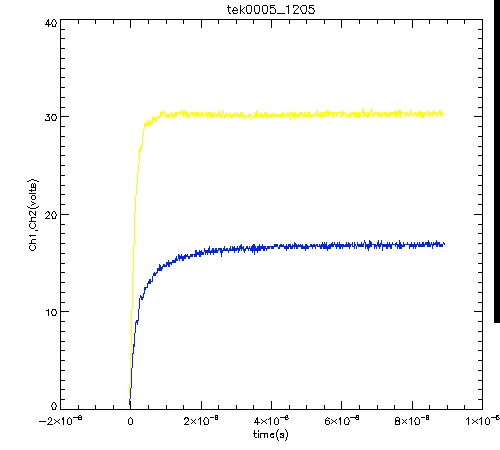 tek0005_1205
40
30
20
10
0
Ch1,Ch2(volts)
−2×10⁻⁶ 0 2×10⁻⁶ 4×10⁻⁶ 6×10⁻⁶ 8×10⁻⁶ 1×10⁻⁵
time(s)